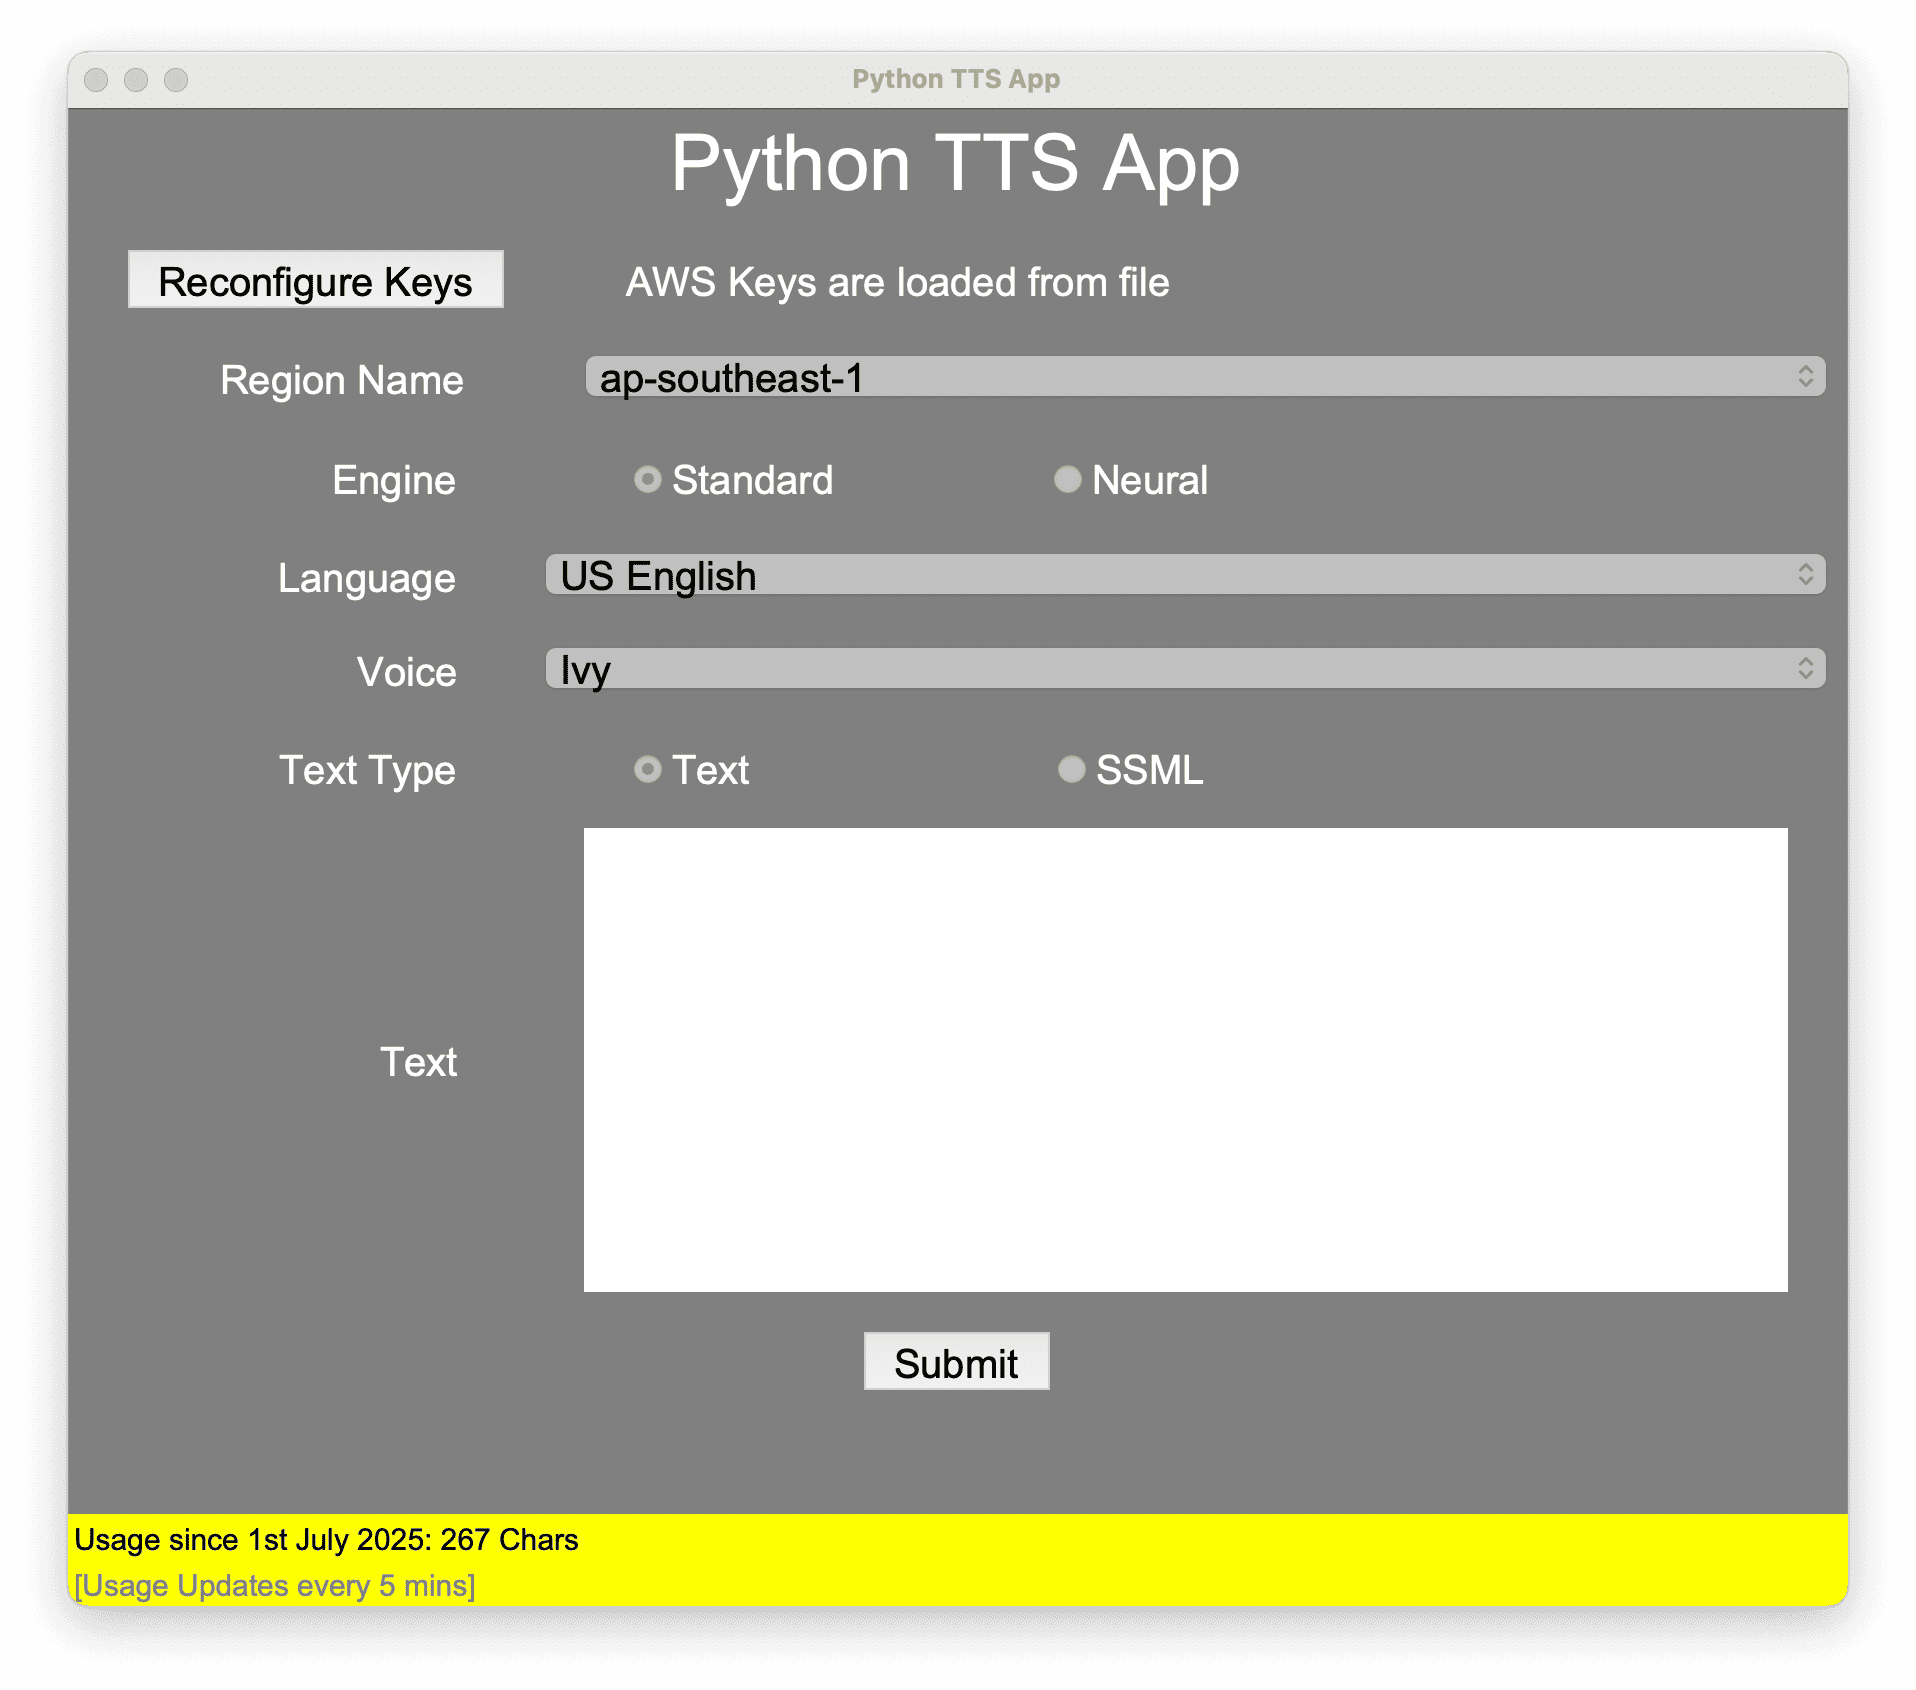 Python TTS App
Python TTS App
Reconfigure Keys AWS Keys are loaded from file
Region Name ap-southeast-1
Engine Standard Neural
Language US English
Voice Ivy
Text Type Text SSML
Text
Submit
Usage since 1st July 2025: 267 Chars
[Usage Updates every 5 mins]